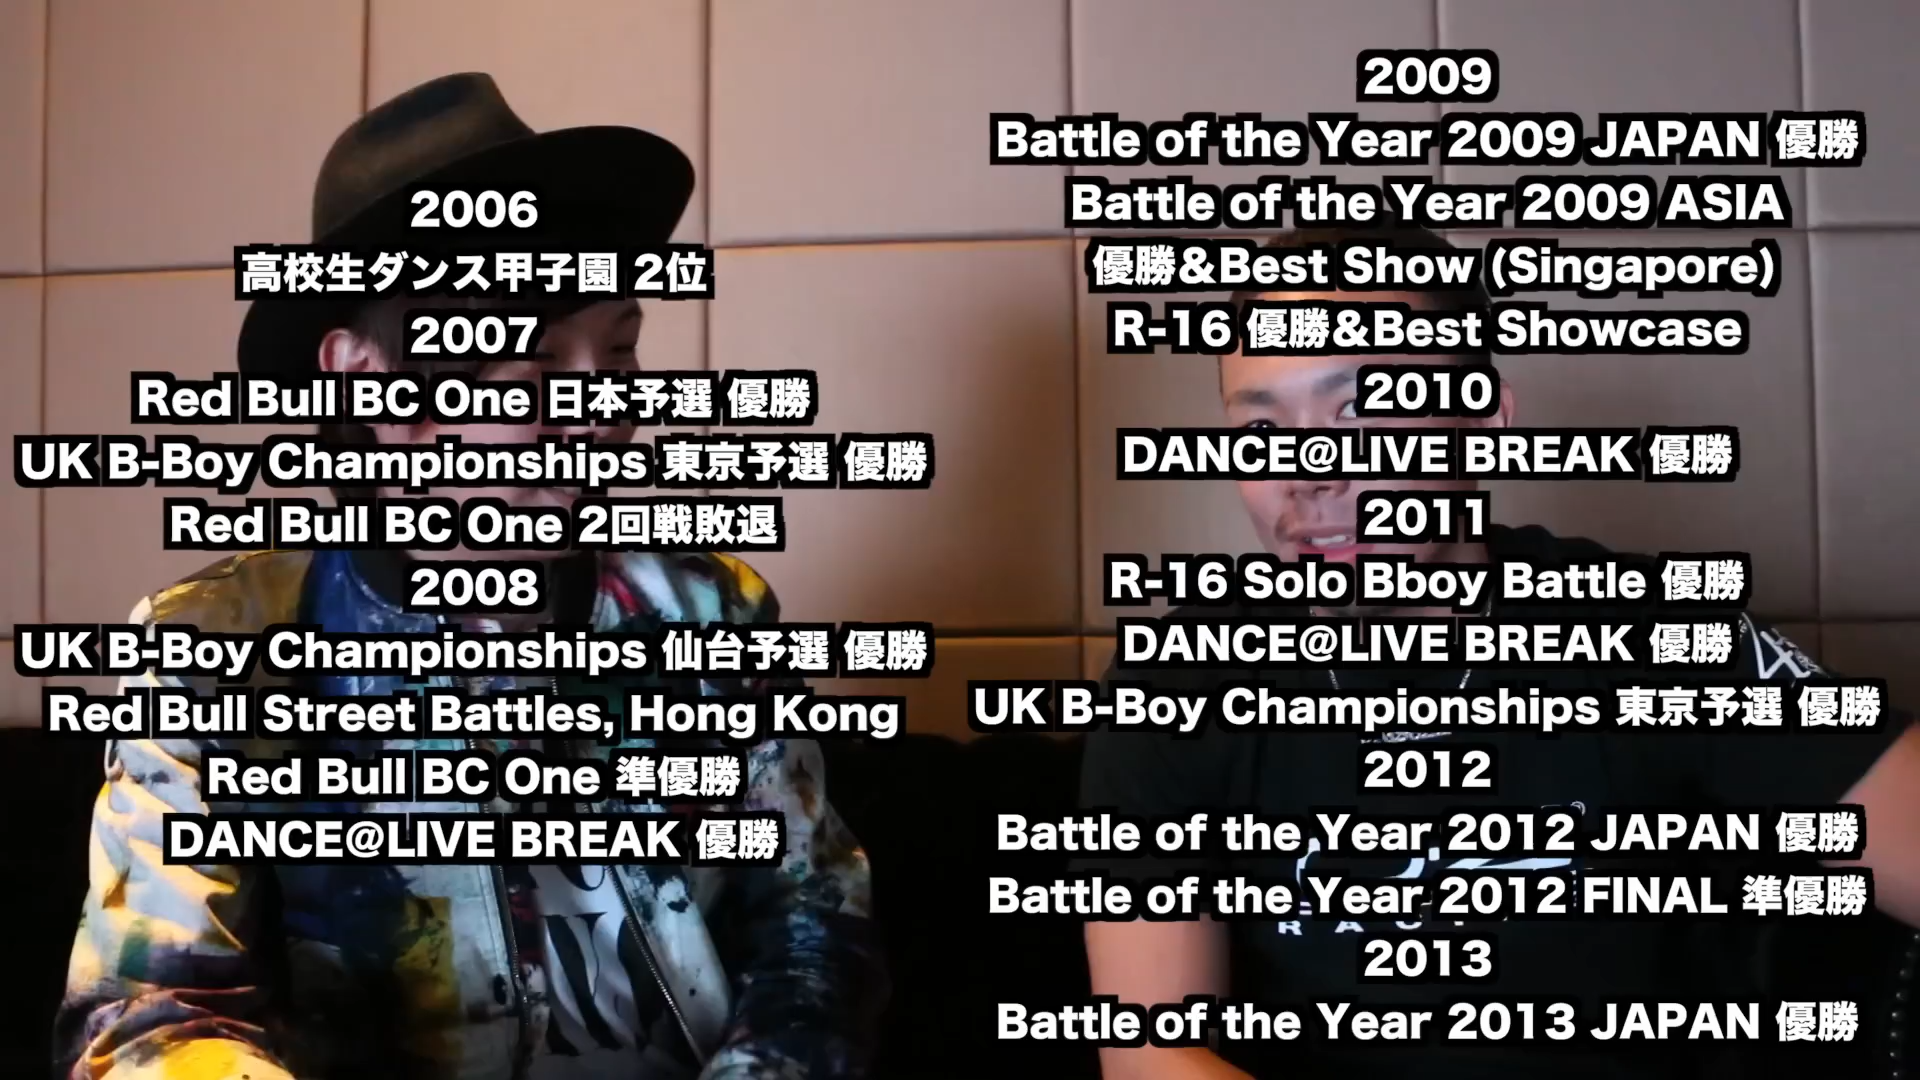 2006
高校生ダンス甲子園 2位
2007
Red Bull BC One 日本予選 優勝
UK B-Boy Championships 東京予選 優勝
Red Bull BC One 2回戦敗退
2008
UK B-Boy Championships 仙台予選 優勝
Red Bull Street Battles, Hong Kong
Red Bull BC One 準優勝
DANCE@LIVE BREAK 優勝
2009
Battle of the Year 2009 JAPAN 優勝
Battle of the Year 2009 ASIA
優勝&Best Show (Singapore)
R-16 優勝&Best Showcase
2010
DANCE@LIVE BREAK 優勝
2011
R-16 Solo Bboy Battle 優勝
DANCE@LIVE BREAK 優勝
UK B-Boy Championships 東京予選 優勝
2012
Battle of the Year 2012 JAPAN 優勝
Battle of the Year 2012 FINAL 準優勝
2013
Battle of the Year 2013 JAPAN 優勝